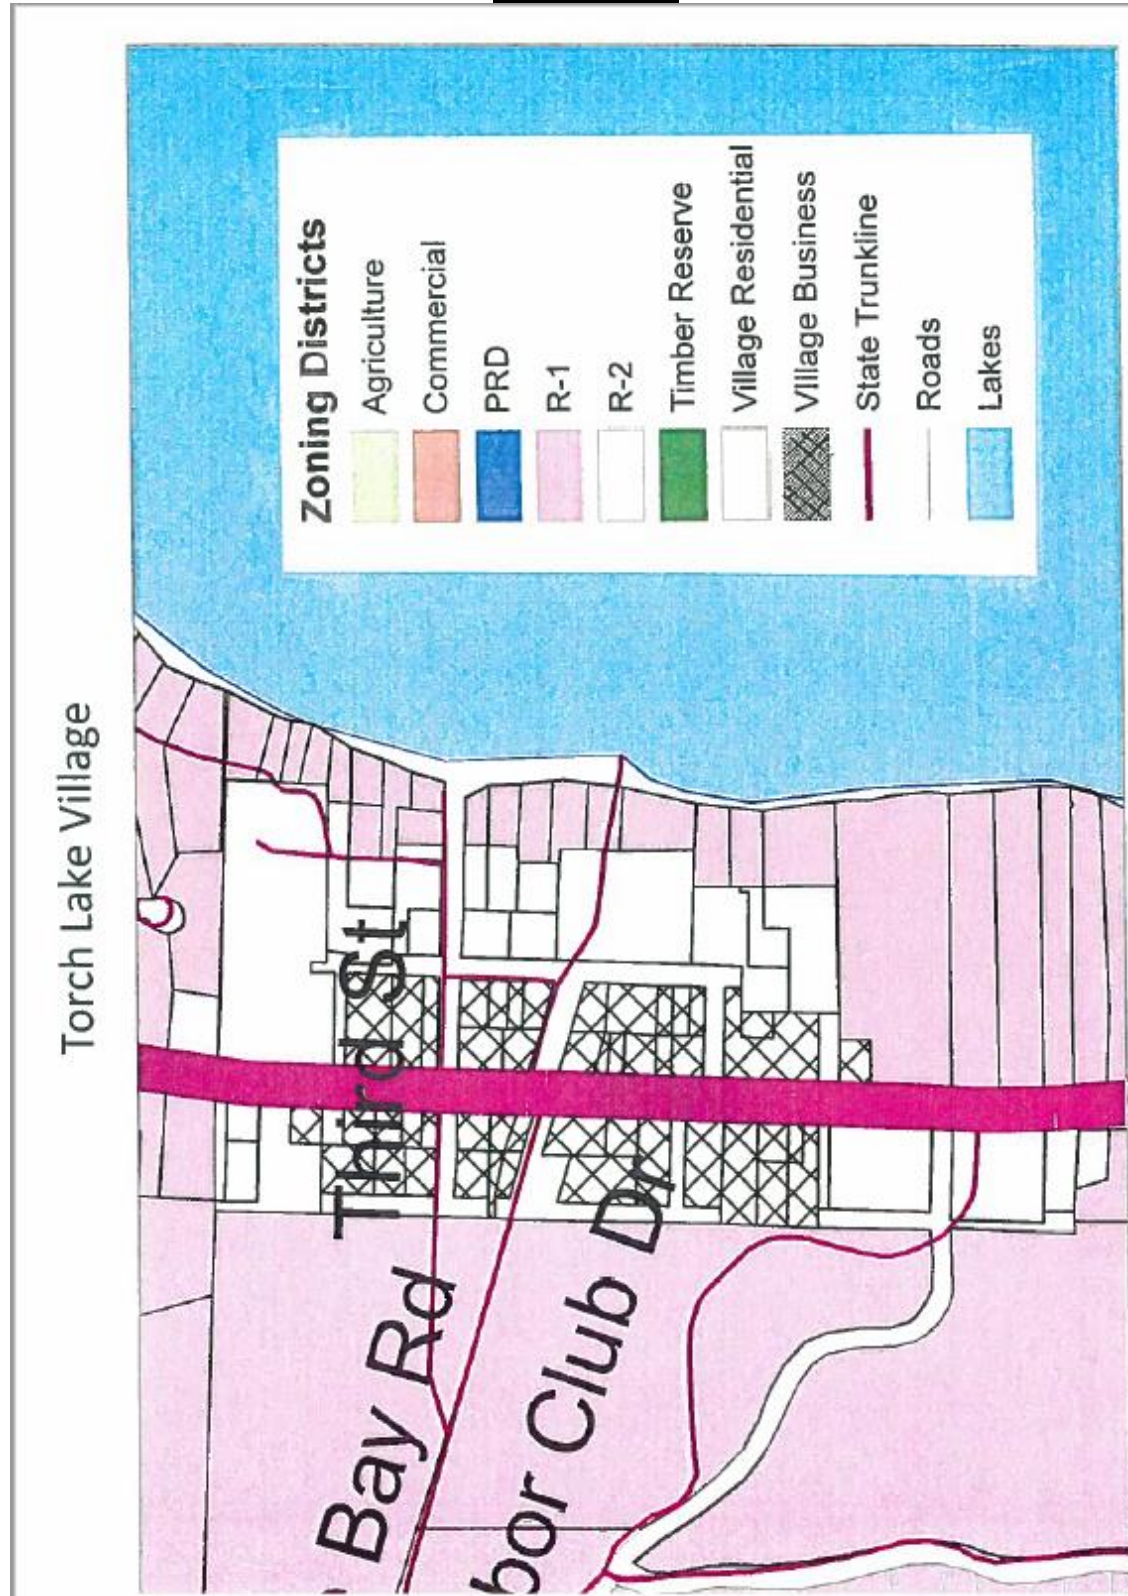 Torch Lake Village
Zoning Districts
Agriculture
Commercial
PRD
R-1
R-2
Timber Reserve
Village Residential
VIllage Business
State Trunkline
Roads
Lakes
Third St
Bay Rd
bor Club Dr